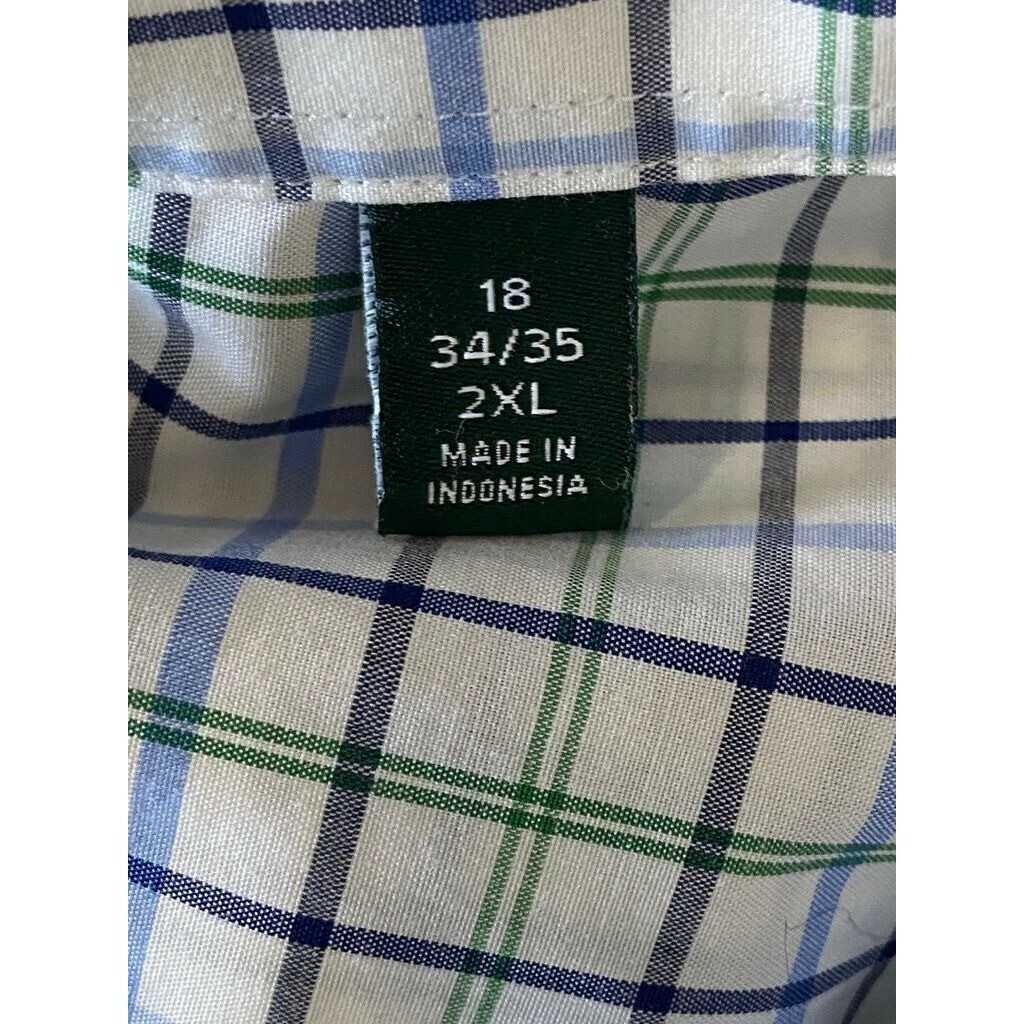 18
34/35
2XL
MADE IN
INDONESIA